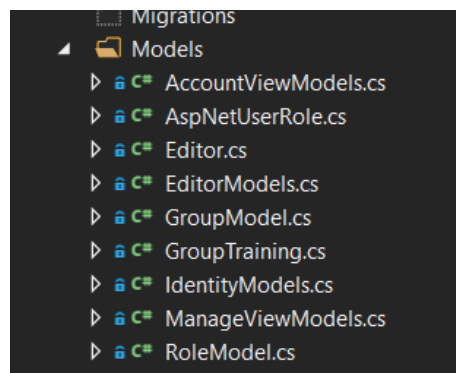 Migrations
Models
C# AccountViewModels.cs
C# AspNetUserRole.cs
C# Editor.cs
C# EditorModels.cs
C# GroupModel.cs
C# GroupTraining.cs
C# IdentityModels.cs
C# ManageViewModels.cs
C# RoleModel.cs